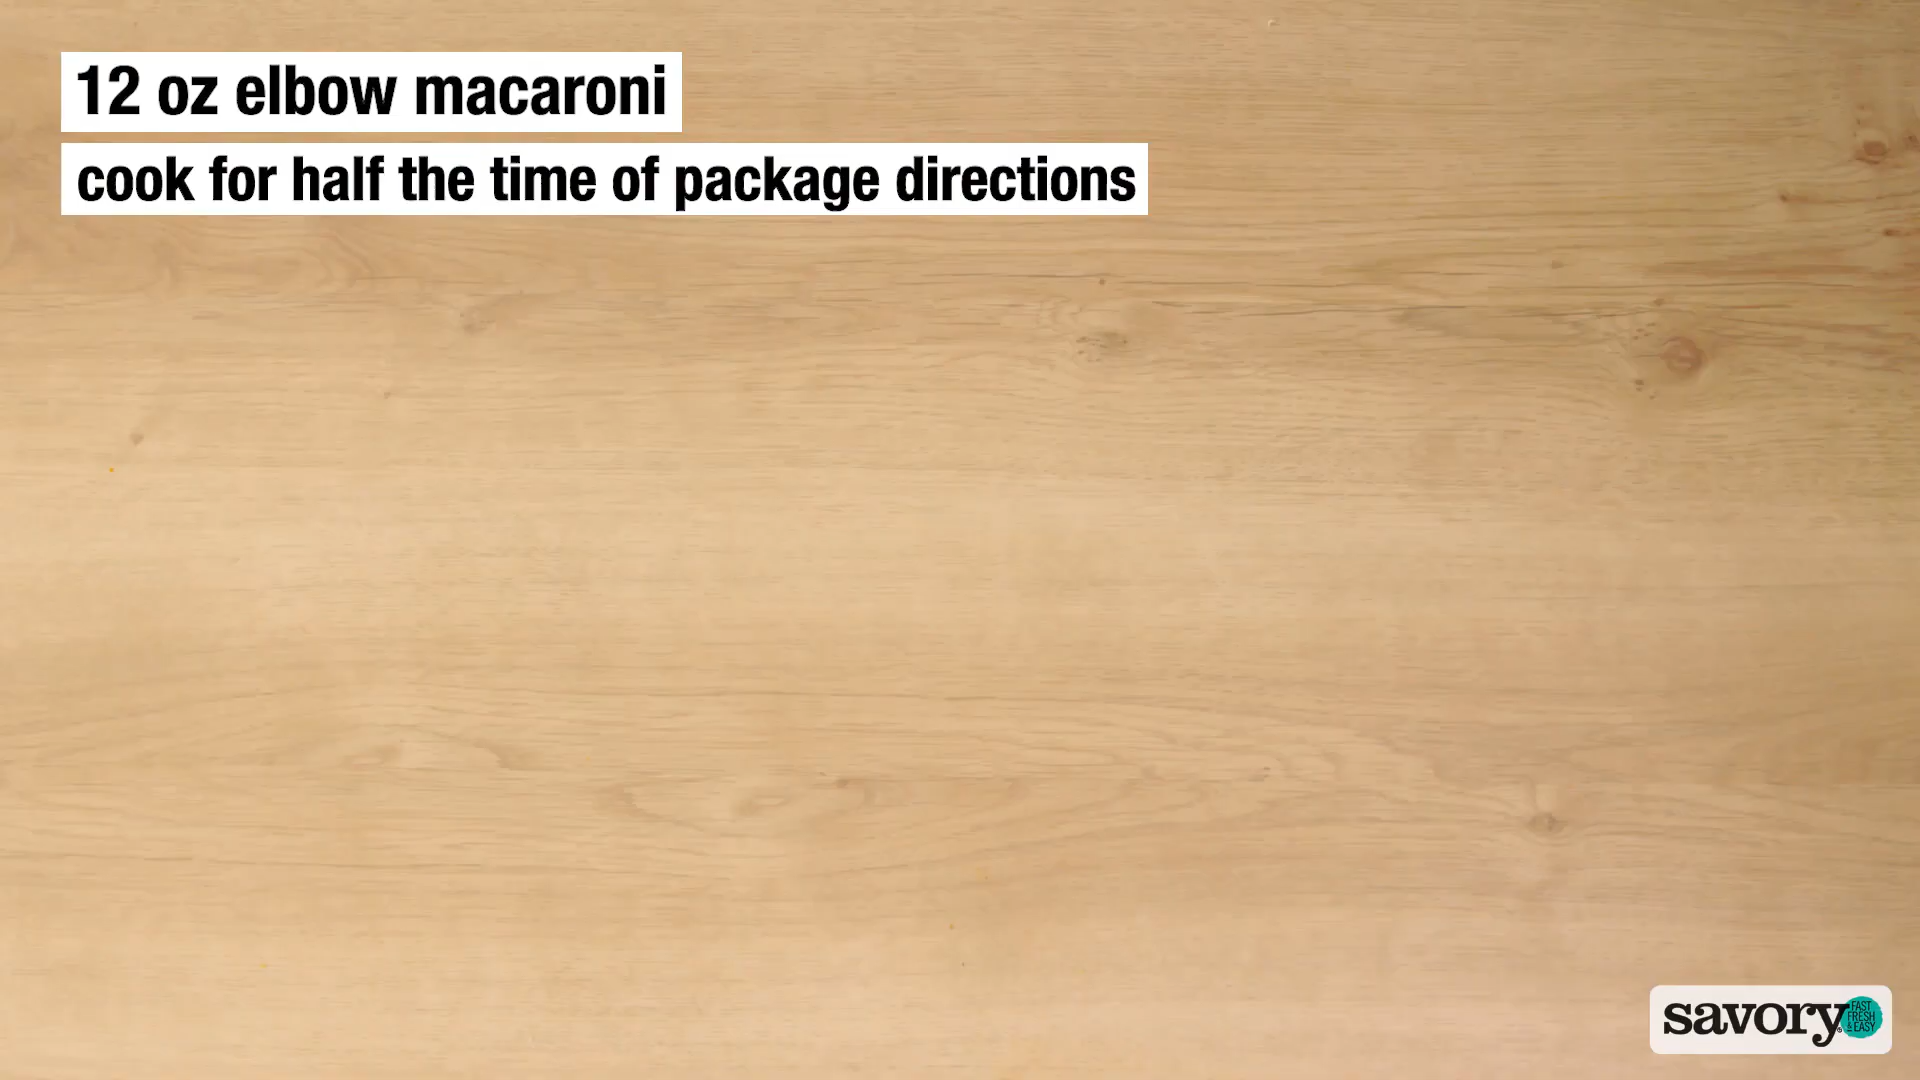 12 oz elbow macaroni
cook for half the time of package directions
savory
FAST
FRESH
& EASY